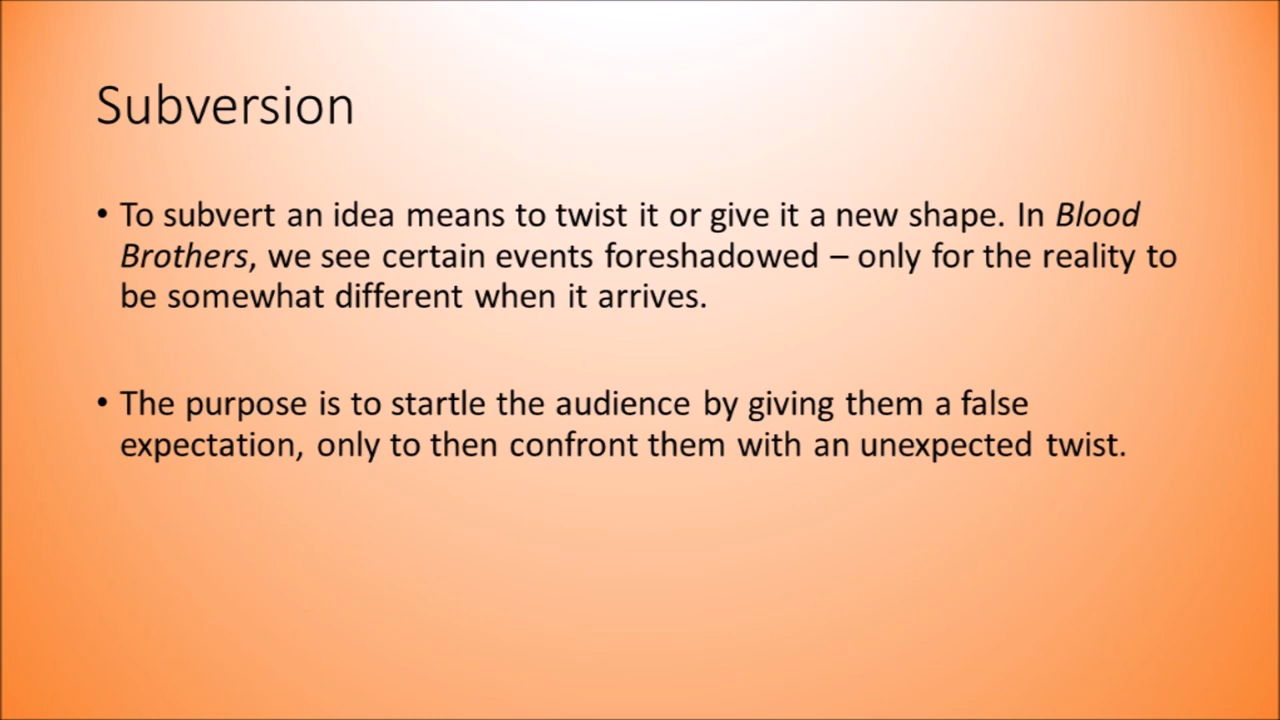 Subversion
• To subvert an idea means to twist it or give it a new shape. In Blood
Brothers, we see certain events foreshadowed – only for the reality to
be somewhat different when it arrives.
• The purpose is to startle the audience by giving them a false
expectation, only to then confront them with an unexpected twist.